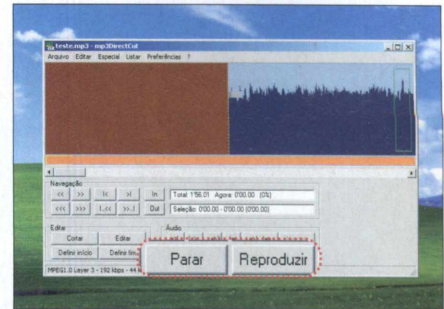 teste.mp3 - mp3DirectCut
Arquivo Editar Especial Listar Preferências ?
Navegação
<< >> |< >| In Total: 1'56.01 Agora: 0'00.00 (0%)
<<< >>> |..<< >>..| Out Seleção: 0'00.00 - 0'00.00 (0'00.00)
Editar Áudio
Cortar Editar
Definir início Definir fim
Parar Reproduzir
MPEG1.0 Layer 3 - 192 kbps - 44